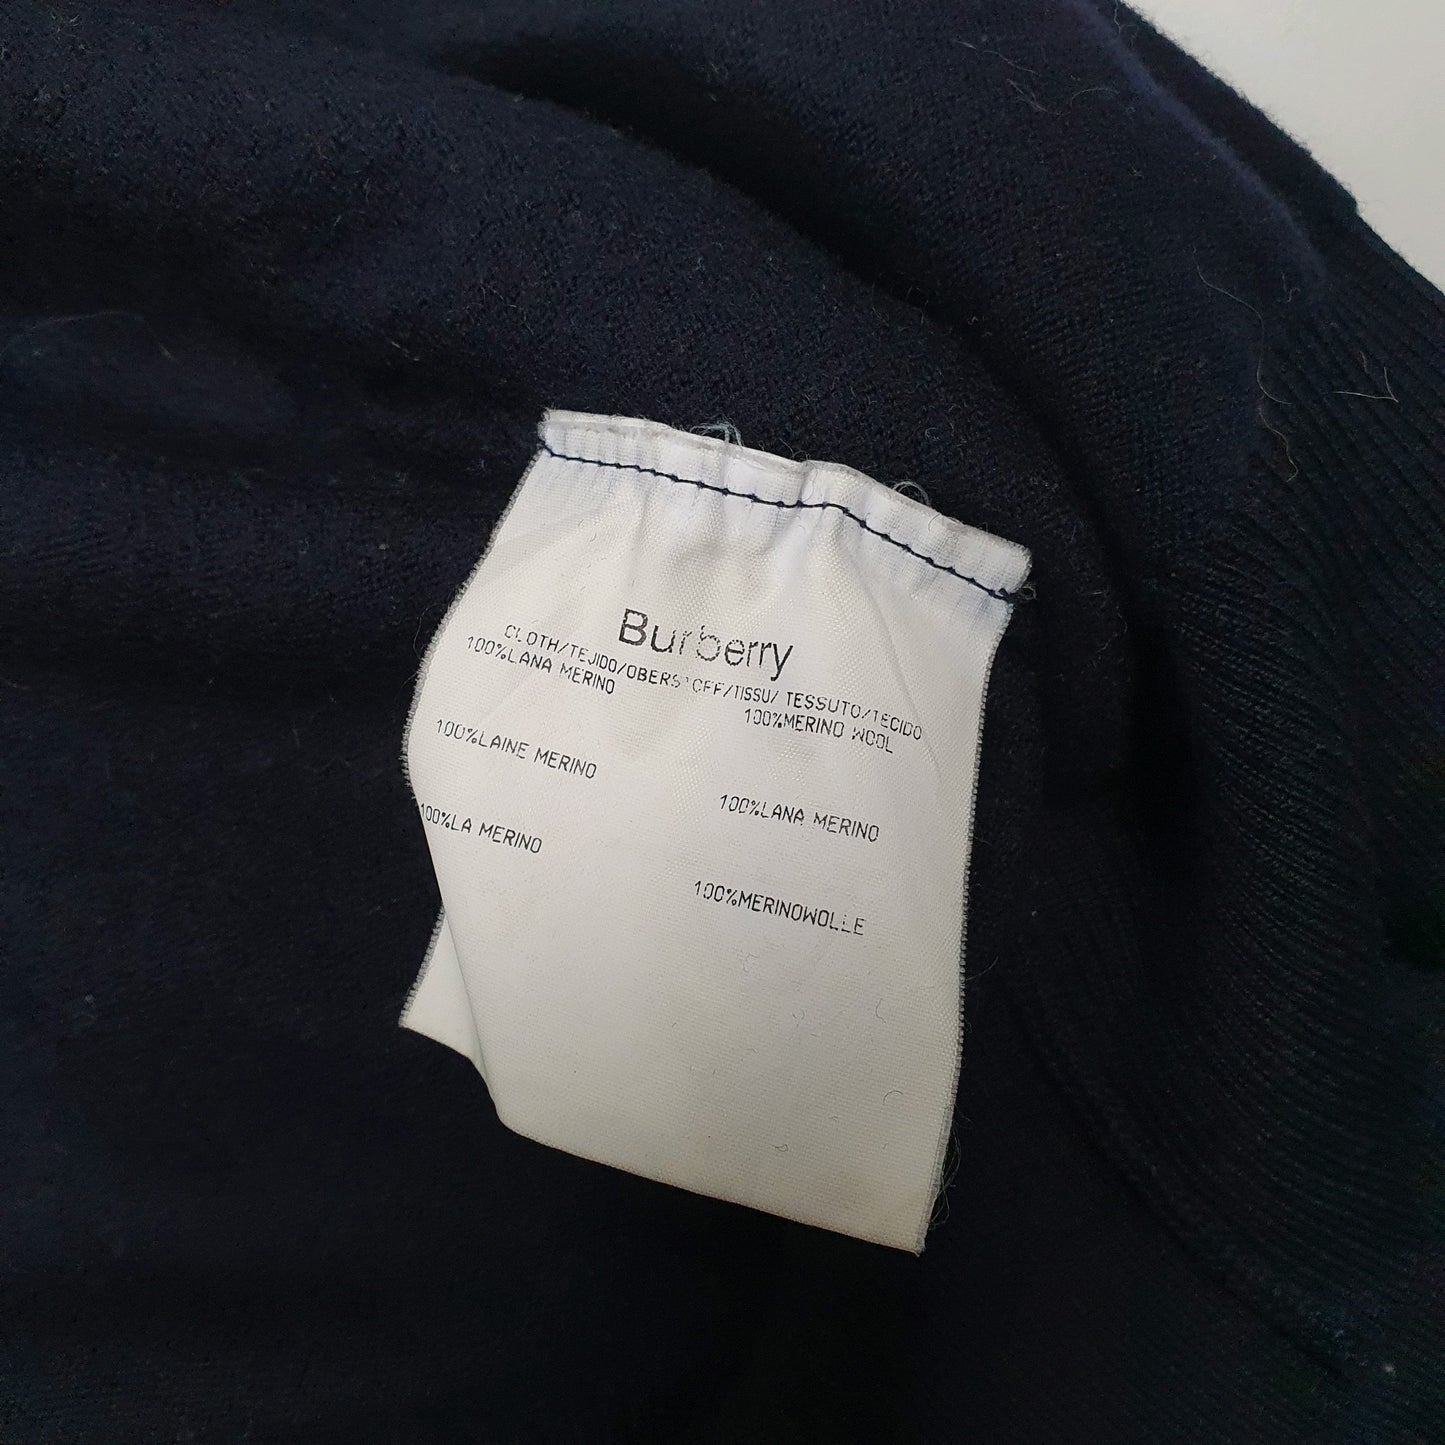 Burberry
CLOTH/TEJIDO/OBERSTOFF/TISSU/ TESSUTO/TECIDO
100%LANA MERINO
100%MERINO WOOL
100%LAINE MERINO
100%LANA MERINO
100%LA MERINO
100%MERINOWOLLE